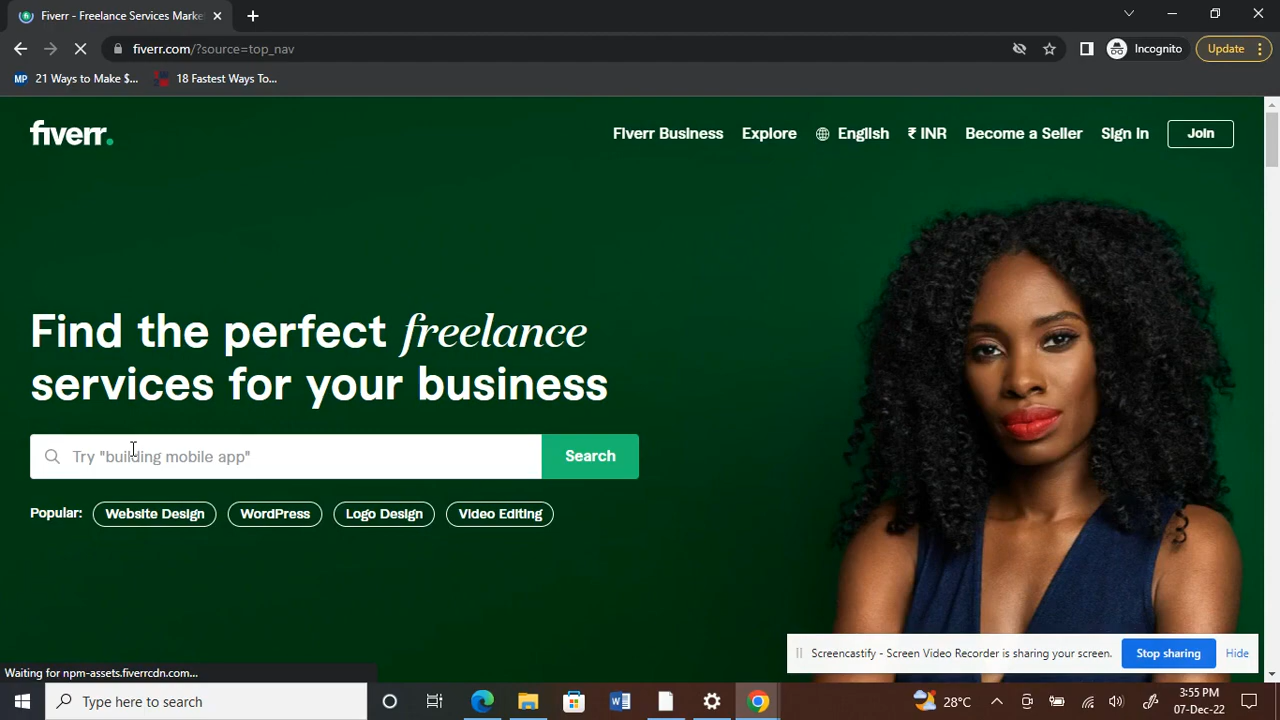 Fiverr - Freelance Services Marke
fiverr.com/?source=top_nav
Incognito
Update
MP 21 Ways to Make $...
18 Fastest Ways To...
fiverr.
Fiverr Business
Explore
English
₹ INR
Become a Seller
Sign In
Join
Find the perfect freelance
services for your business
Try "building mobile app"
Search
Popular:
Website Design
WordPress
Logo Design
Video Editing
Screencastify - Screen Video Recorder is sharing your screen.
Stop sharing
Hide
Waiting for npm-assets.fiverrcdn.com...
Type here to search
28°C
3:55 PM
07-Dec-22